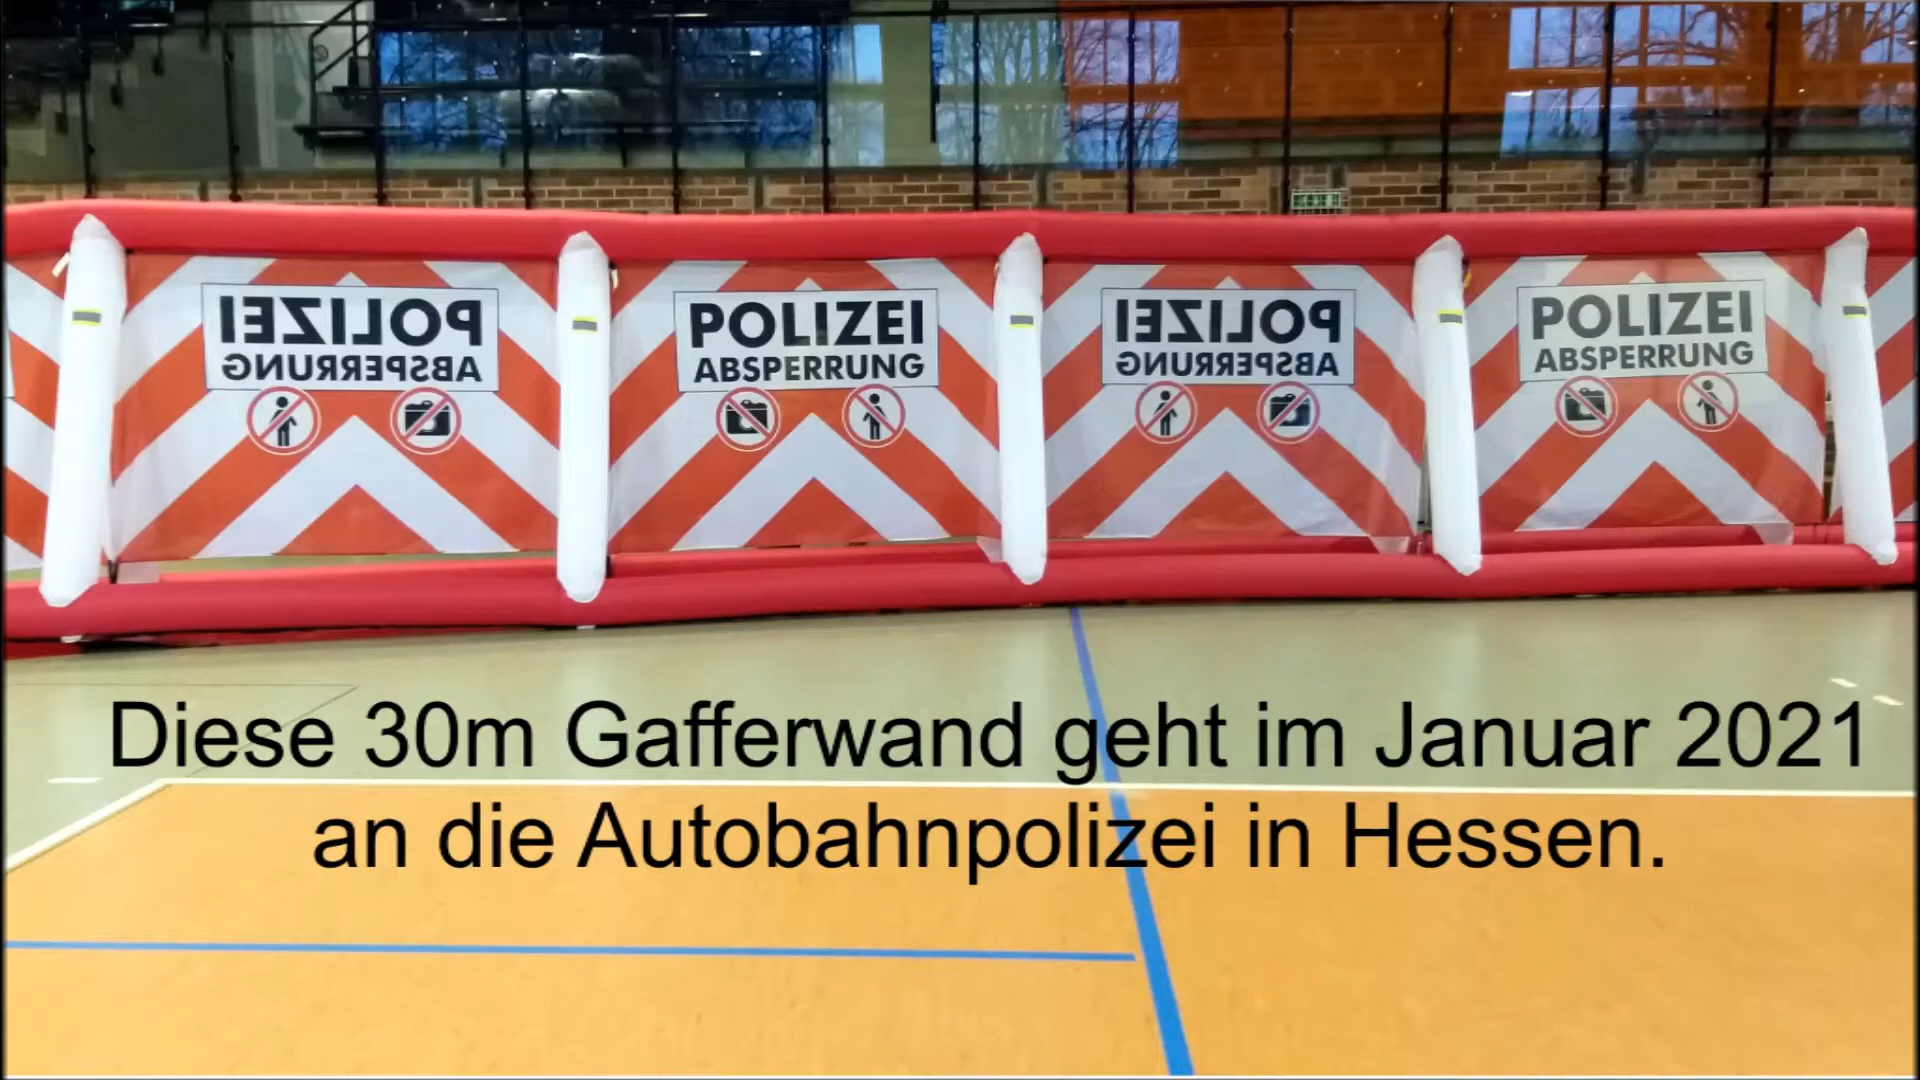 POLIZEI
ABSPERRUNG
POLIZEI
ABSPERRUNG
POLIZEI
ABSPERRUNG
POLIZEI
ABSPERRUNG
Diese 30m Gafferwand geht im Januar 2021
an die Autobahnpolizei in Hessen.